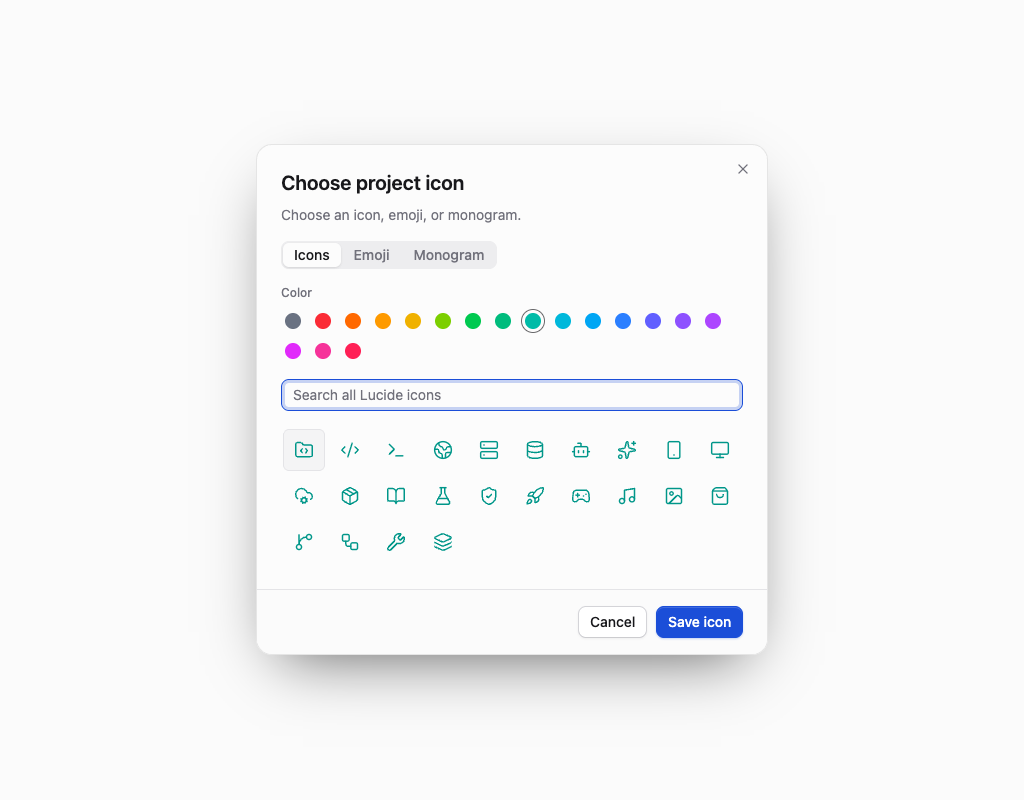 Choose project icon
Choose an icon, emoji, or monogram.
Icons Emoji Monogram
Color
Search all Lucide icons
Cancel Save icon